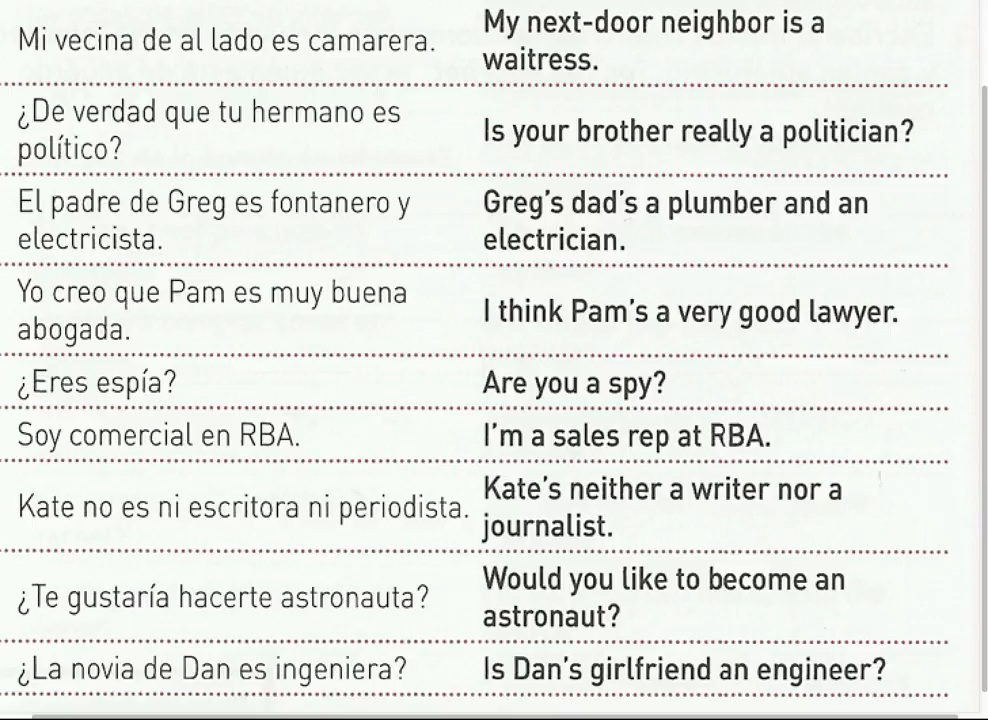 Mi vecina de al lado es camarera.
My next-door neighbor is a
waitress.
¿De verdad que tu hermano es
político?
Is your brother really a politician?
El padre de Greg es fontanero y
electricista.
Greg's dad's a plumber and an
electrician.
Yo creo que Pam es muy buena
abogada.
I think Pam's a very good lawyer.
¿Eres espía?
Are you a spy?
Soy comercial en RBA.
I'm a sales rep at RBA.
Kate no es ni escritora ni periodista.
Kate's neither a writer nor a
journalist.
¿Te gustaría hacerte astronauta?
Would you like to become an
astronaut?
¿La novia de Dan es ingeniera?
Is Dan's girlfriend an engineer?